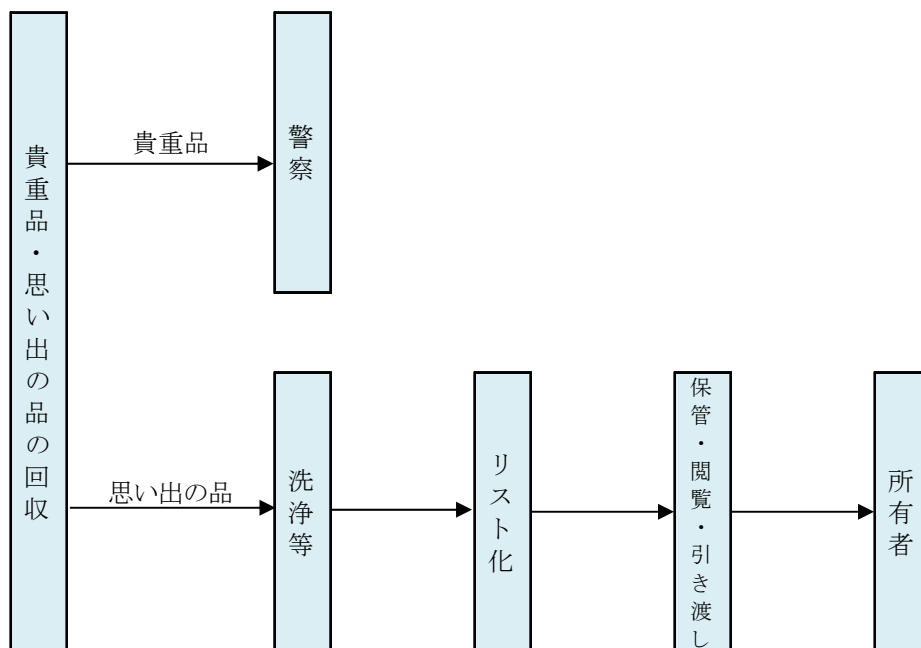 貴重品・思い出の品の回収
貴重品
警察
思い出の品
洗浄等
リスト化
保管・閲覧・引き渡し
所有者